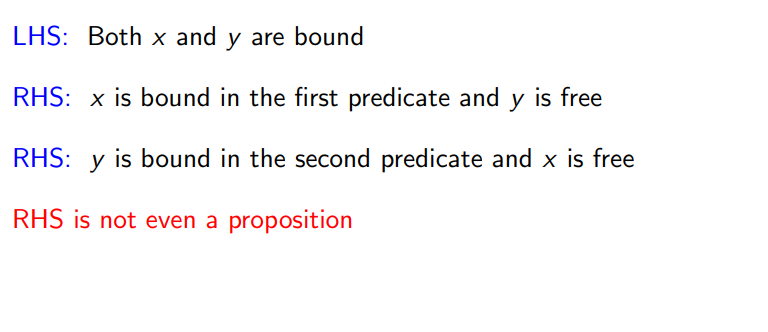 LHS: Both x and y are bound
RHS: x is bound in the first predicate and y is free
RHS: y is bound in the second predicate and x is free
RHS is not even a proposition